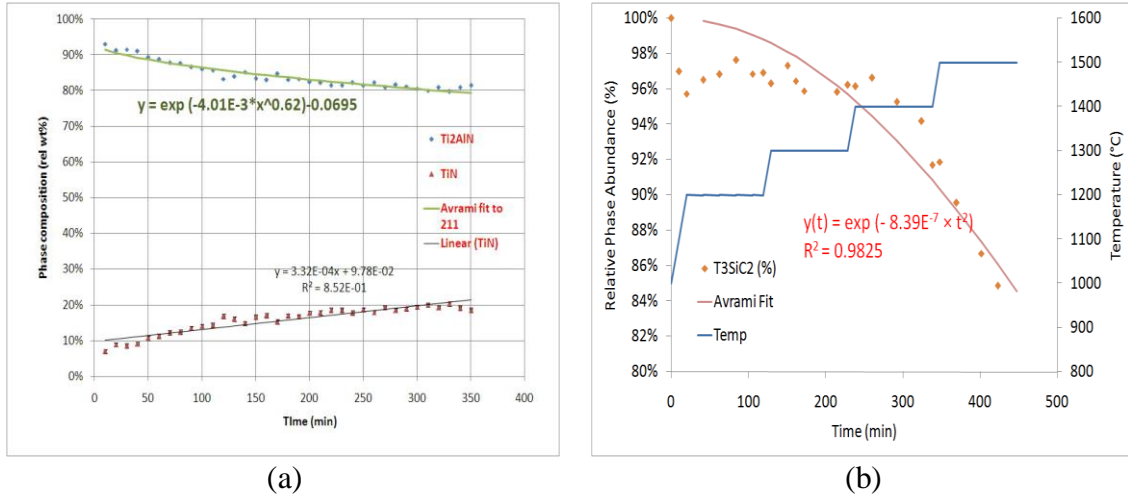 100%
90%
80%
70%
60%
50%
40%
30%
20%
10%
0%
Phase composition (rel wt%)
y = exp (-4.01E-3*x^0.62)-0.0695
Ti2AlN
TiN
Avrami fit to
211
Linear (TiN)
y = 3.32E-04x + 9.78E-02
R² = 8.52E-01
0 50 100 150 200 250 300 350 400
TIme (min)
(a)
100%
98%
96%
94%
92%
90%
88%
86%
84%
82%
80%
Relative Phase Abundance (%)
y(t) = exp (- 8.39E⁻⁷ × t²)
R² = 0.9825
T3SiC2 (%)
Avrami Fit
Temp
1600
1500
1400
1300
1200
1100
1000
900
800
Temperature (°C)
0 100 200 300 400 500
Time (min)
(b)